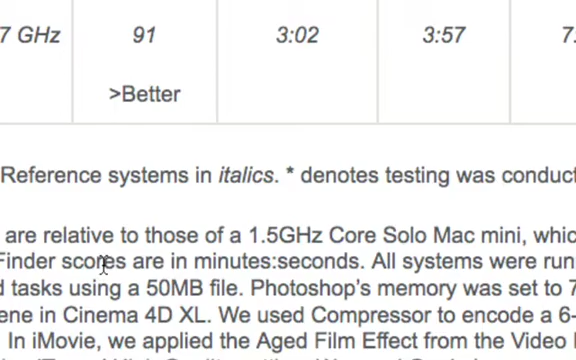 7 GHz 91 3:02 3:57 7:
>Better
Reference systems in italics. * denotes testing was conduct
are relative to those of a 1.5GHz Core Solo Mac mini, whic
Finder scores are in minutes:seconds. All systems were run
d tasks using a 50MB file. Photoshop's memory was set to 7
ene in Cinema 4D XL. We used Compressor to encode a 6-
In iMovie, we applied the Aged Film Effect from the Video